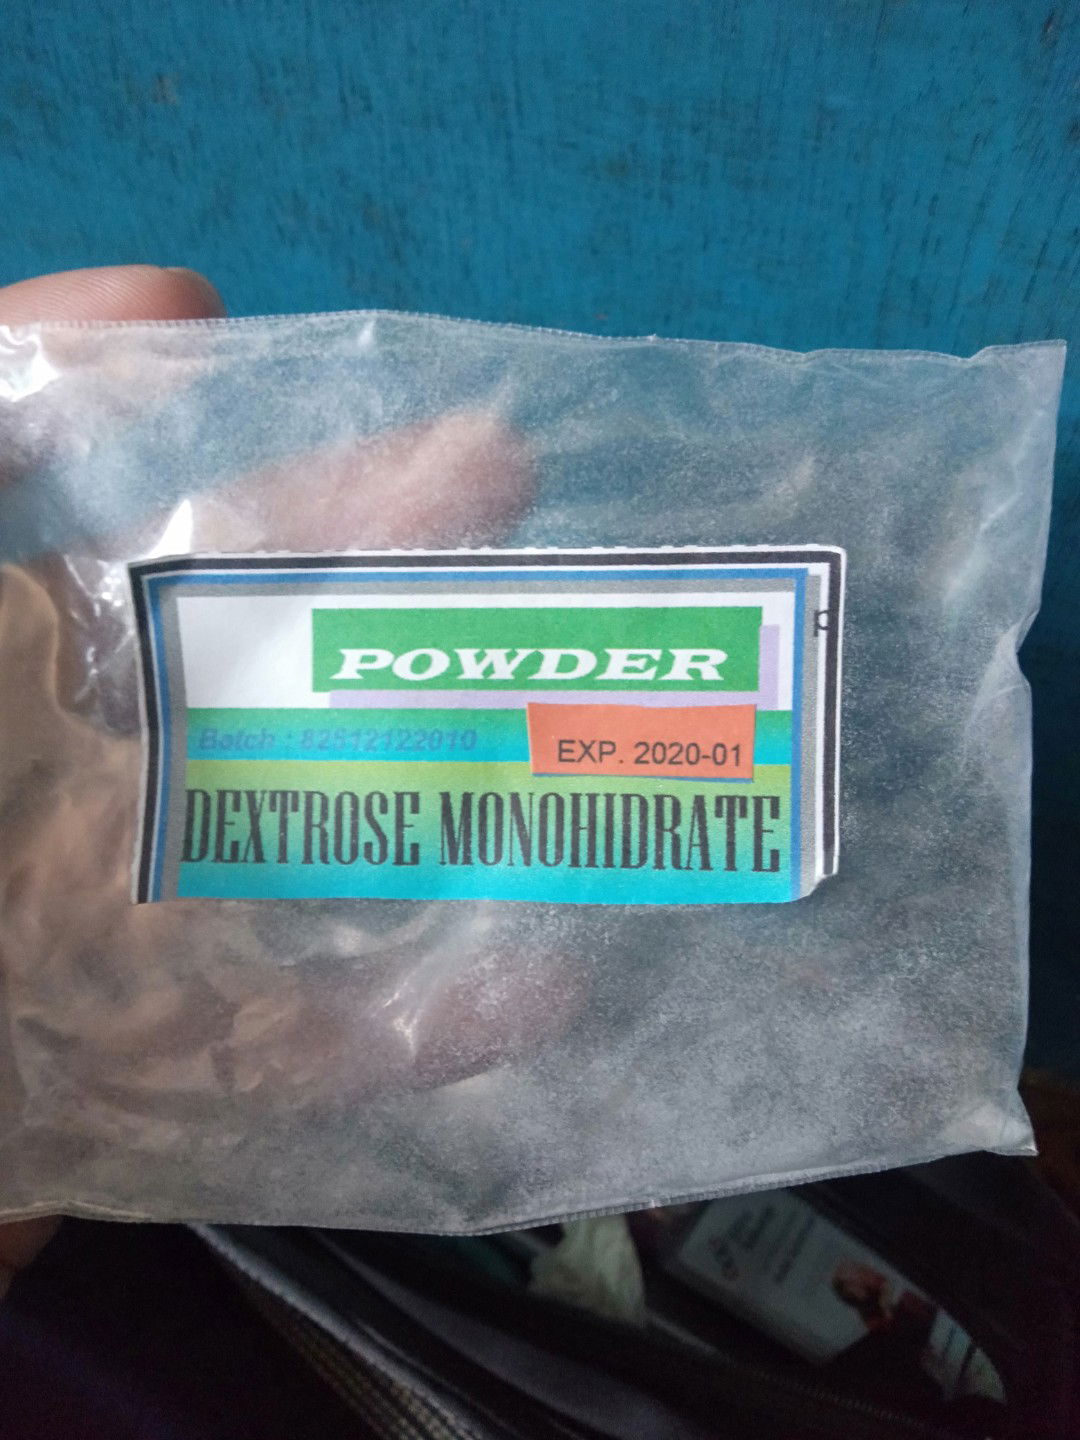 POWDER
p
Batch : 82512122010
EXP. 2020-01
DEXTROSE MONOHIDRATE